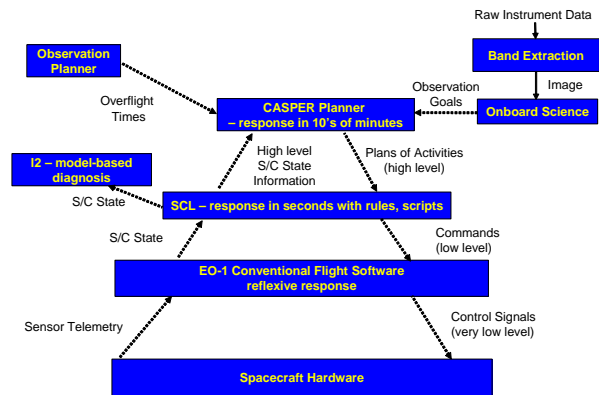 Raw Instrument Data
Observation
Planner
Band Extraction
Image
Observation
Goals
Overflight
Times
CASPER Planner
– response in 10's of minutes
Onboard Science
I2 – model-based
diagnosis
High level
S/C State
Information
Plans of Activities
(high level)
S/C State
SCL – response in seconds with rules, scripts
S/C State
Commands
(low level)
EO-1 Conventional Flight Software
reflexive response
Sensor Telemetry
Control Signals
(very low level)
Spacecraft Hardware